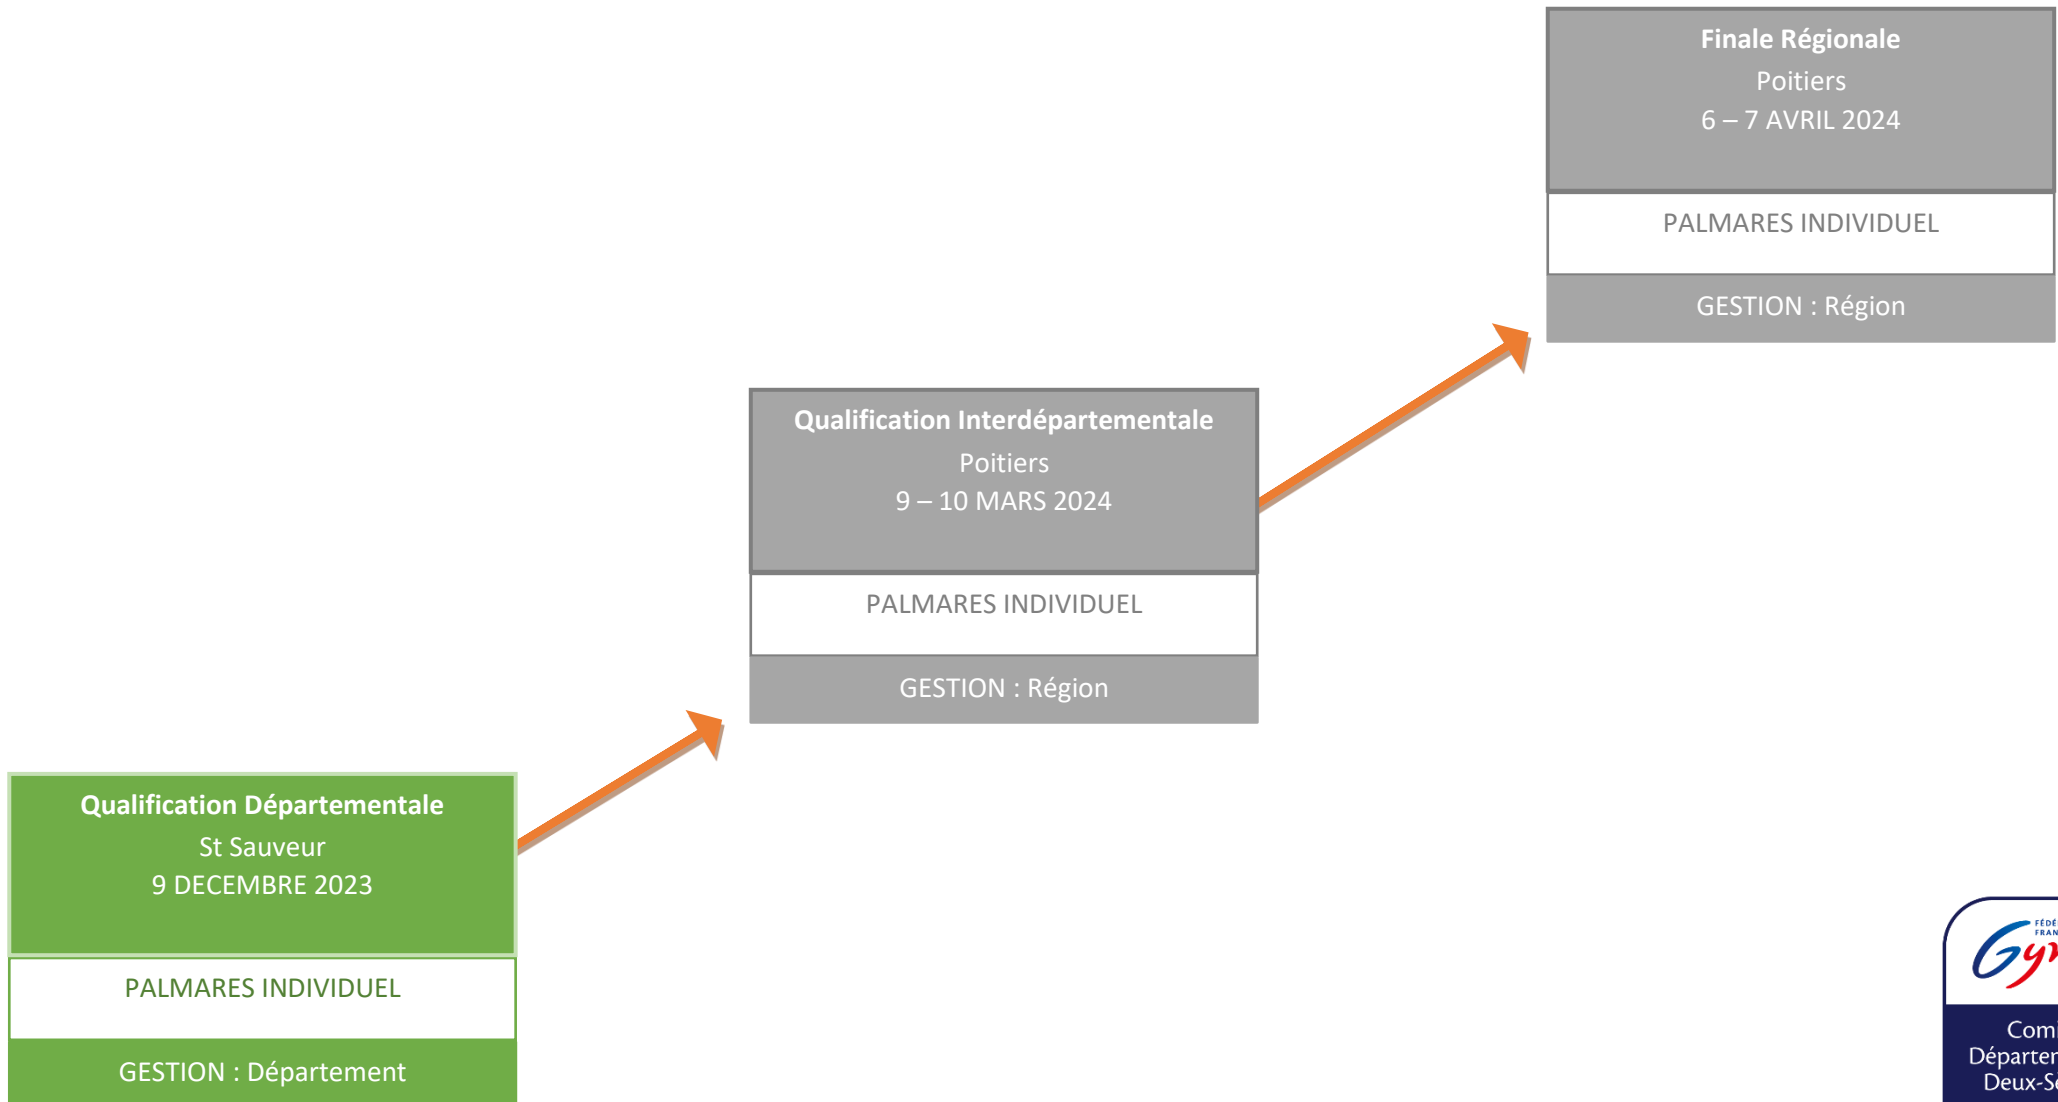 Finale Régionale
Poitiers
6 – 7 AVRIL 2024
PALMARES INDIVIDUEL
GESTION : Région
Qualification Interdépartementale
Poitiers
9 – 10 MARS 2024
PALMARES INDIVIDUEL
GESTION : Région
Qualification Départementale
St Sauveur
9 DECEMBRE 2023
PALMARES INDIVIDUEL
GESTION : Département